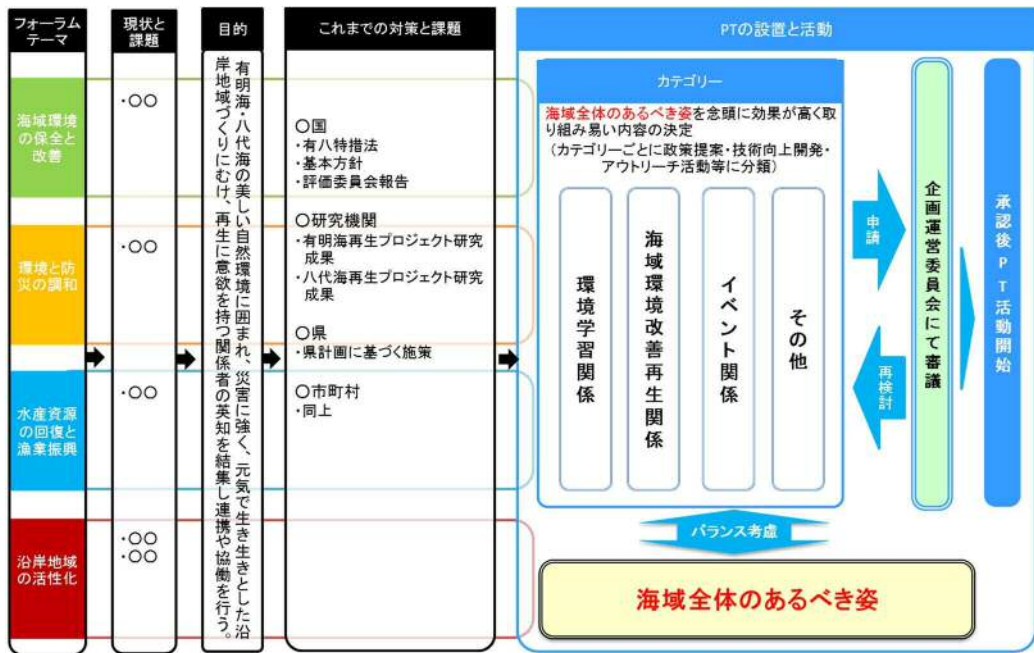 フォーラム
テーマ
海域環境
の保全と
改善
環境と防
災の調和
水産資源
の回復と
漁業振興
沿岸地域
の活性化
現状と
課題
・〇〇
・〇〇
・〇〇
・〇〇
・〇〇
目的
有明海・八代海の美しい自然環境に囲まれ、災害に強く、元気で生き生きとした沿
岸地域づくりにむけ、再生に意欲を持つ関係者の英知を結集し連携や協働を行う。
これまでの対策と課題
〇国
・有八特措法
・基本方針
・評価委員会報告
〇研究機関
・有明海再生プロジェクト研究
成果
・八代海再生プロジェクト研究
成果
〇県
・県計画に基づく施策
〇市町村
・同上
PTの設置と活動
カテゴリー
海域全体のあるべき姿を念頭に効果が高く取
り組み易い内容の決定
（カテゴリーごとに政策提案・技術向上開発・
アウトリーチ活動等に分類）
環境学習関係
海域環境改善再生関係
イベント関係
その他
申請
再検討
企画運営委員会にて審議
承認後PT活動開始
バランス考慮
海域全体のあるべき姿